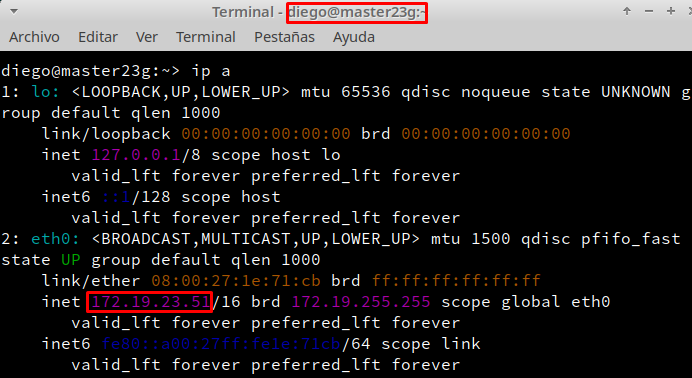 Terminal - diego@master23g:~
Archivo Editar Ver Terminal Pestañas Ayuda
diego@master23g:~> ip a
1: lo: <LOOPBACK,UP,LOWER_UP> mtu 65536 qdisc noqueue state UNKNOWN g
roup default qlen 1000
link/loopback 00:00:00:00:00:00 brd 00:00:00:00:00:00
inet 127.0.0.1/8 scope host lo
valid_lft forever preferred_lft forever
inet6 ::1/128 scope host
valid_lft forever preferred_lft forever
2: eth0: <BROADCAST,MULTICAST,UP,LOWER_UP> mtu 1500 qdisc pfifo_fast
state UP group default qlen 1000
link/ether 08:00:27:1e:71:cb brd ff:ff:ff:ff:ff:ff
inet 172.19.23.51/16 brd 172.19.255.255 scope global eth0
valid_lft forever preferred_lft forever
inet6 fe80::a00:27ff:fe1e:71cb/64 scope link
valid_lft forever preferred_lft forever